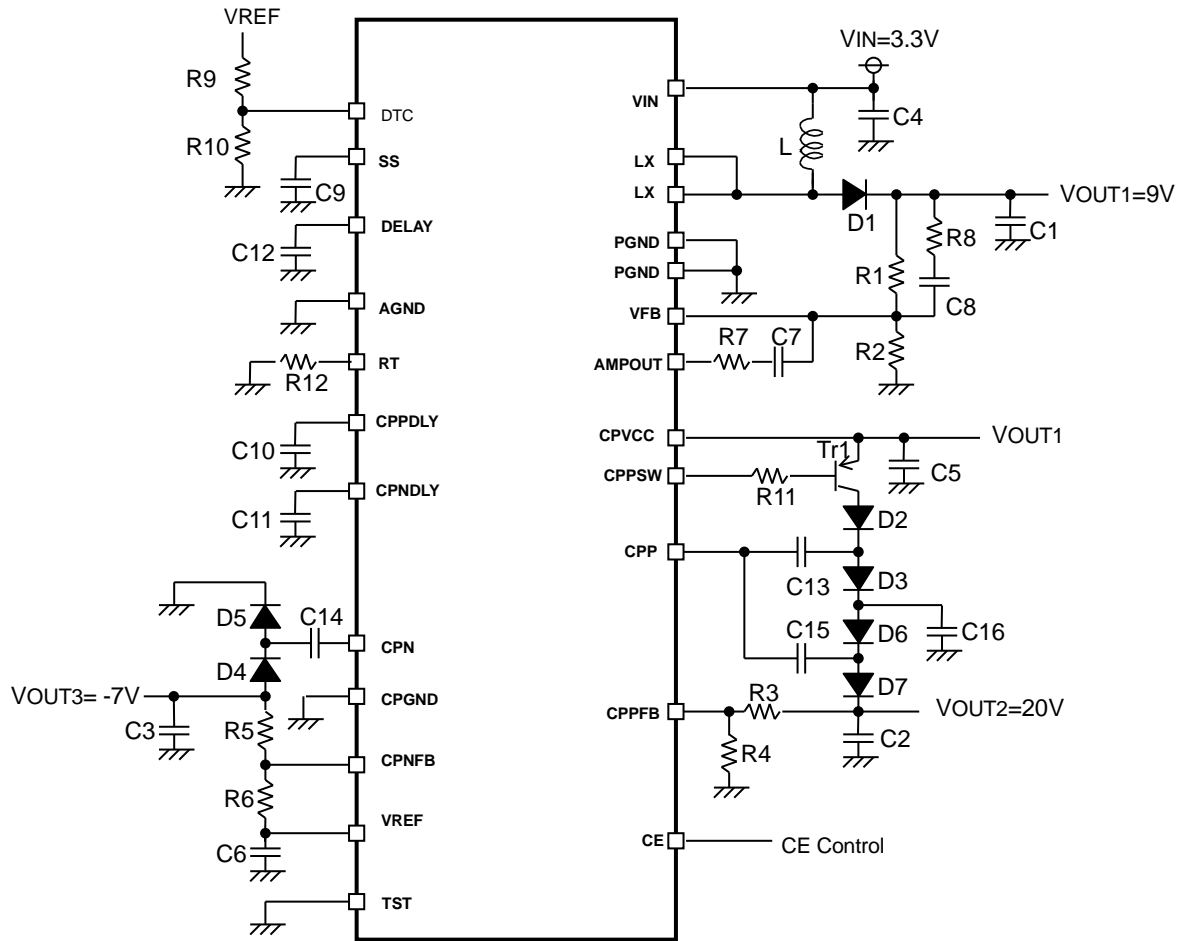 VREF
R9
R10
C9
C12
R12
C10
C11
D5
C14
D4
VOUT3= -7V
C3
R5
R6
C6
DTC
SS
DELAY
AGND
RT
CPPDLY
CPNDLY
CPN
CPGND
CPNFB
VREF
TST
VIN
LX
LX
PGND
PGND
VFB
AMPOUT
CPVCC
CPPSW
CPP
CPPFB
CE
VIN=3.3V
C4
L
D1
VOUT1=9V
C1
R8
R1
C8
R7
C7
R2
VOUT1
Tr1
C5
R11
D2
C13
D3
C15
D6
C16
D7
R3
VOUT2=20V
R4
C2
CE Control